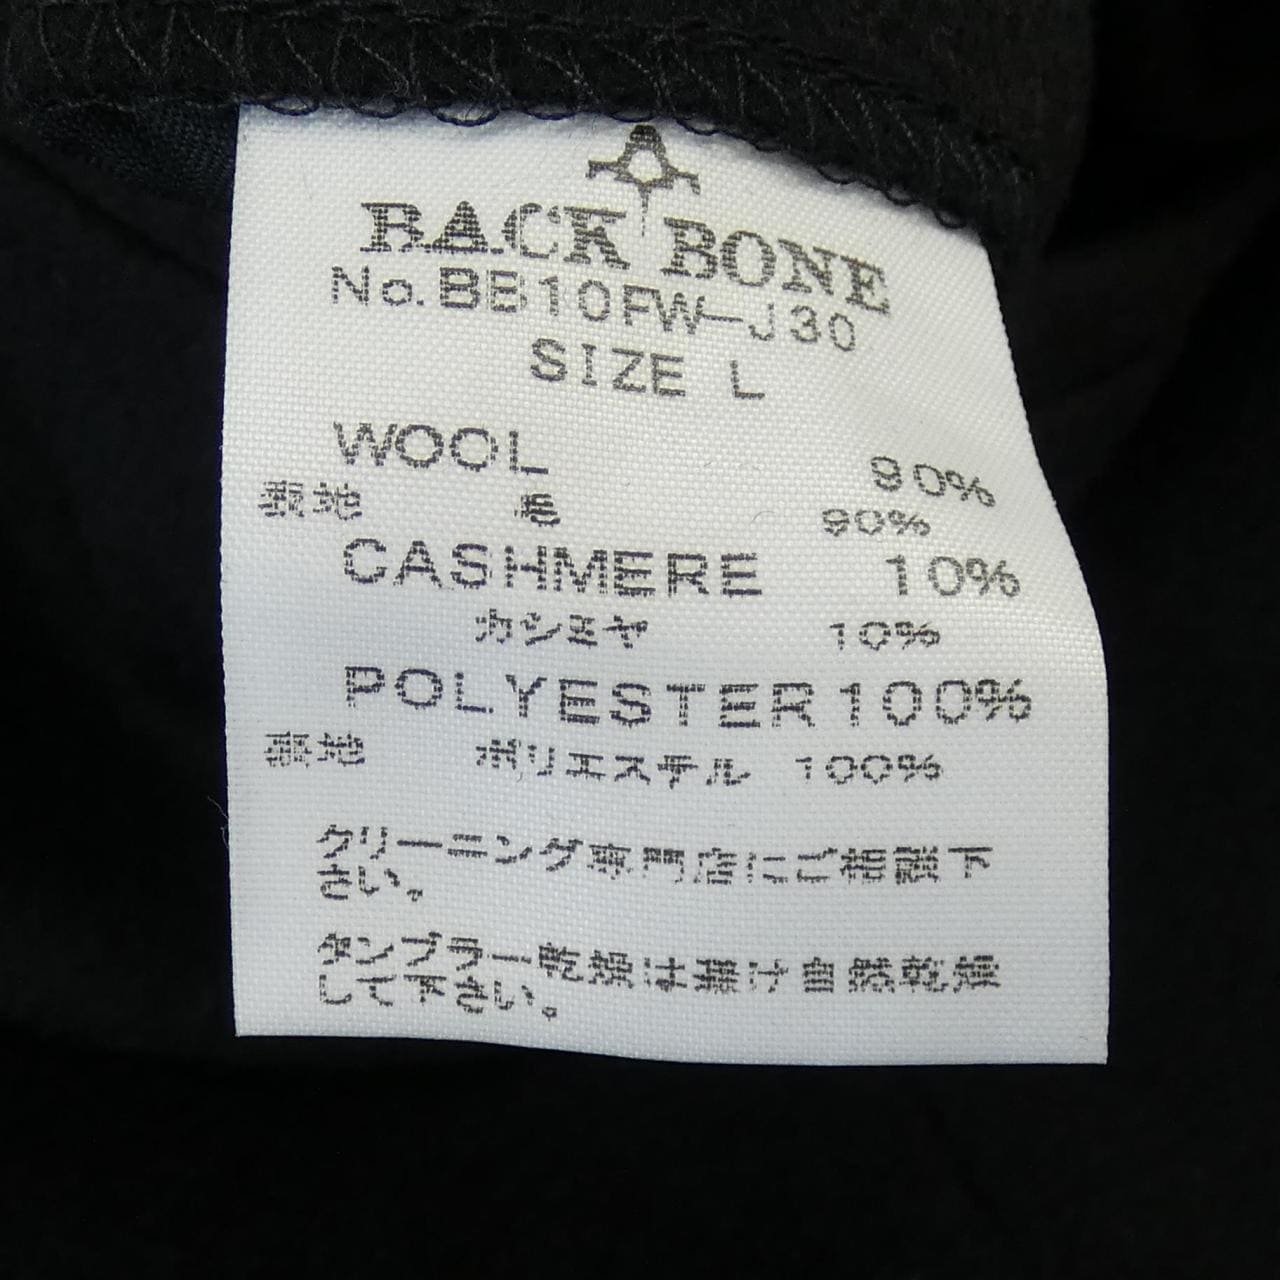 BACK BONE
No.BB10FW-J30
SIZE L
WOOL 90%
表地 毛 90%
CASHMERE 10%
カシミヤ 10%
POLYESTER 100%
裏地 ポリエステル 100%
クリーニング専門店にご相談下
さい。
タンブラー乾燥は避け自然乾燥
して下さい。